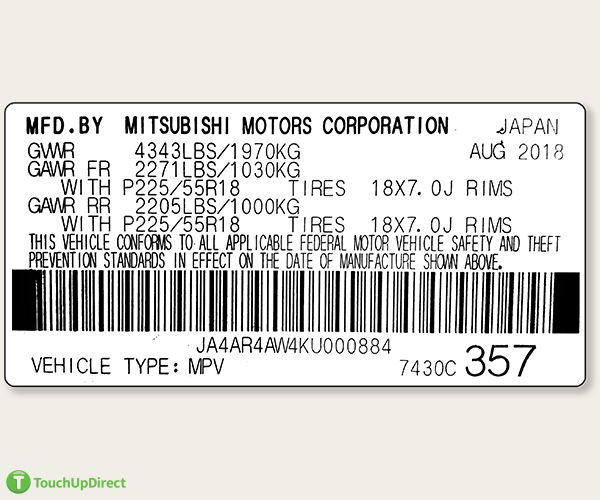 MFD.BY MITSUBISHI MOTORS CORPORATION JAPAN
GVWR 4343LBS/1970KG AUG 2018
GAWR FR 2271LBS/1030KG
WITH P225/55R18 TIRES 18X7.0J RIMS
GAWR RR 2205LBS/1000KG
WITH P225/55R18 TIRES 18X7.0J RIMS
THIS VEHICLE CONFORMS TO ALL APPLICABLE FEDERAL MOTOR VEHICLE SAFETY AND THEFT
PREVENTION STANDARDS IN EFFECT ON THE DATE OF MANUFACTURE SHOWN ABOVE.
JA4AR4AW4KU000884
VEHICLE TYPE: MPV 7430C 357
T TouchUpDirect